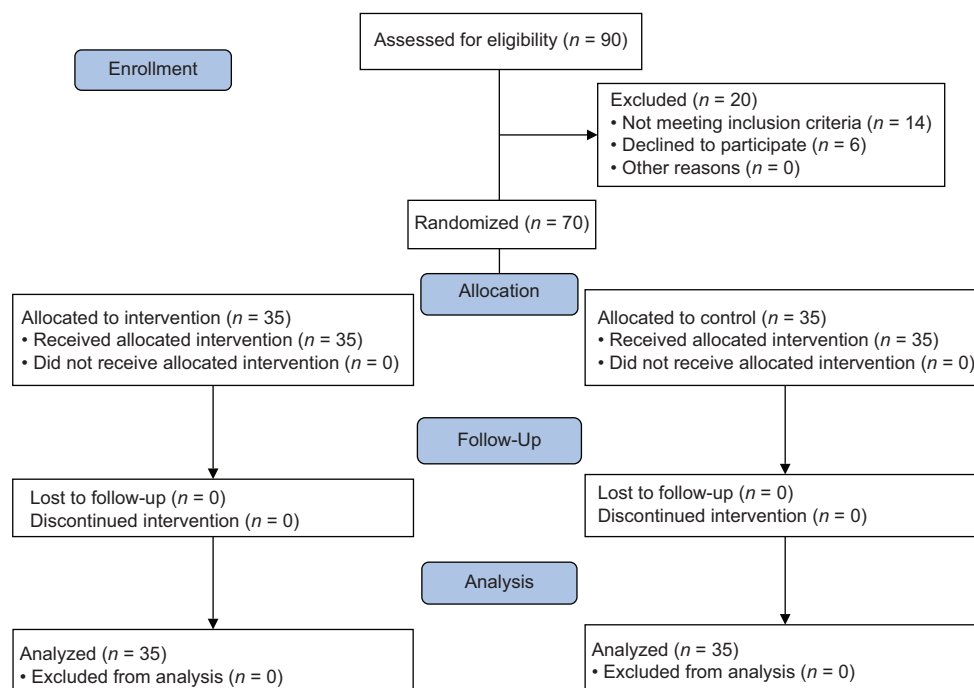 Assessed for eligibility (n = 90)
Enrollment
Excluded (n = 20)
• Not meeting inclusion criteria (n = 14)
• Declined to participate (n = 6)
• Other reasons (n = 0)
Randomized (n = 70)
Allocation
Allocated to intervention (n = 35)
• Received allocated intervention (n = 35)
• Did not receive allocated intervention (n = 0)
Allocated to control (n = 35)
• Received allocated intervention (n = 35)
• Did not receive allocated intervention (n = 0)
Follow-Up
Lost to follow-up (n = 0)
Discontinued intervention (n = 0)
Lost to follow-up (n = 0)
Discontinued intervention (n = 0)
Analysis
Analyzed (n = 35)
• Excluded from analysis (n = 0)
Analyzed (n = 35)
• Excluded from analysis (n = 0)